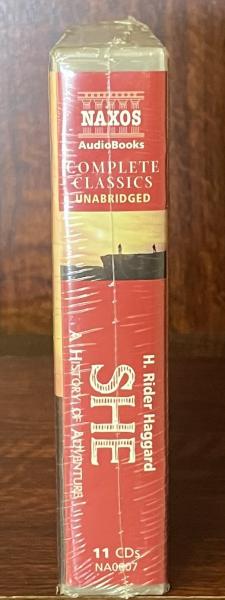 NAXOS
AudioBooks
COMPLETE
CLASSICS
UNABRIDGED
H. Rider Haggard
SHE
A HISTORY OF ADVENTURE
11 CDs